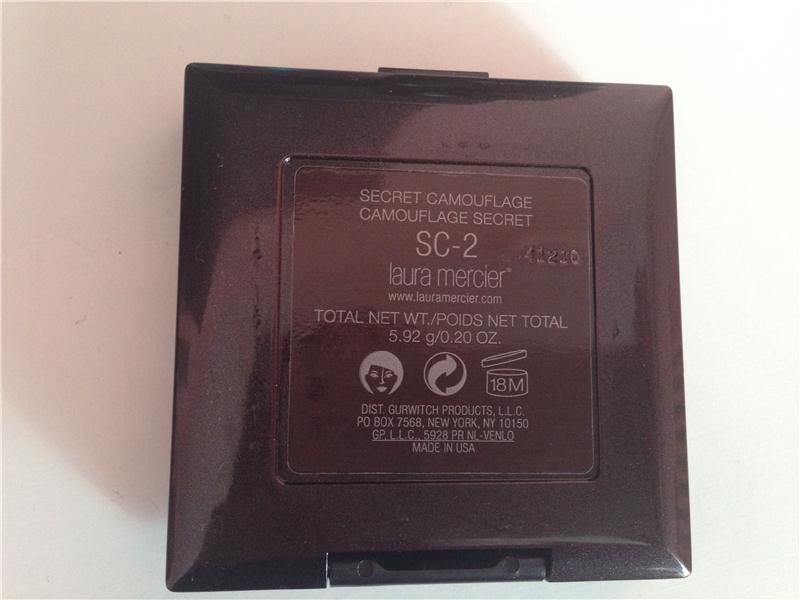 SECRET CAMOUFLAGE
CAMOUFLAGE SECRET
SC-2
41210
laura mercier®
www.lauramercier.com
TOTAL NET WT./POIDS NET TOTAL
5.92 g/0.20 OZ.
18M
DIST. GURWITCH PRODUCTS, L.L.C.
PO BOX 7568, NEW YORK, NY 10150
GP, L.L.C., 5928 PR NL-VENLO
MADE IN USA